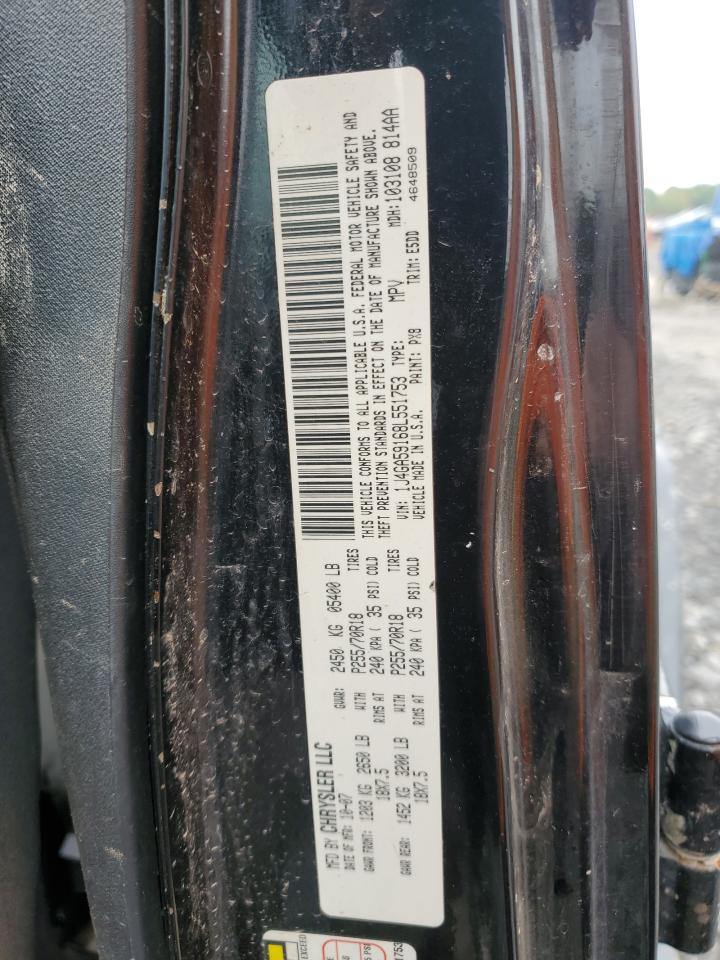 MFD BY CHRYSLER LLC
DATE OF MFR: 10-07 GVWR: 2450 KG 05400 LB
GAWR FRONT: 1203 KG 2650 LB WITH P255/70R18 TIRES
18X7.5 RIMS AT 240 KPA ( 35 PSI) COLD
GAWR REAR: 1452 KG 3200 LB WITH P255/70R18 TIRES
18X7.5 RIMS AT 240 KPA ( 35 PSI) COLD
THIS VEHICLE CONFORMS TO ALL APPLICABLE U.S.A. FEDERAL MOTOR VEHICLE SAFETY AND
THEFT PREVENTION STANDARDS IN EFFECT ON THE DATE OF MANUFACTURE SHOWN ABOVE.
VIN: 1J4GA59168L551753 TYPE: MPV MDH:103108 814AA
VEHICLE MADE IN U.S.A. PAINT: PX8 TRIM: E5DD 4648509
EXCEED
51753